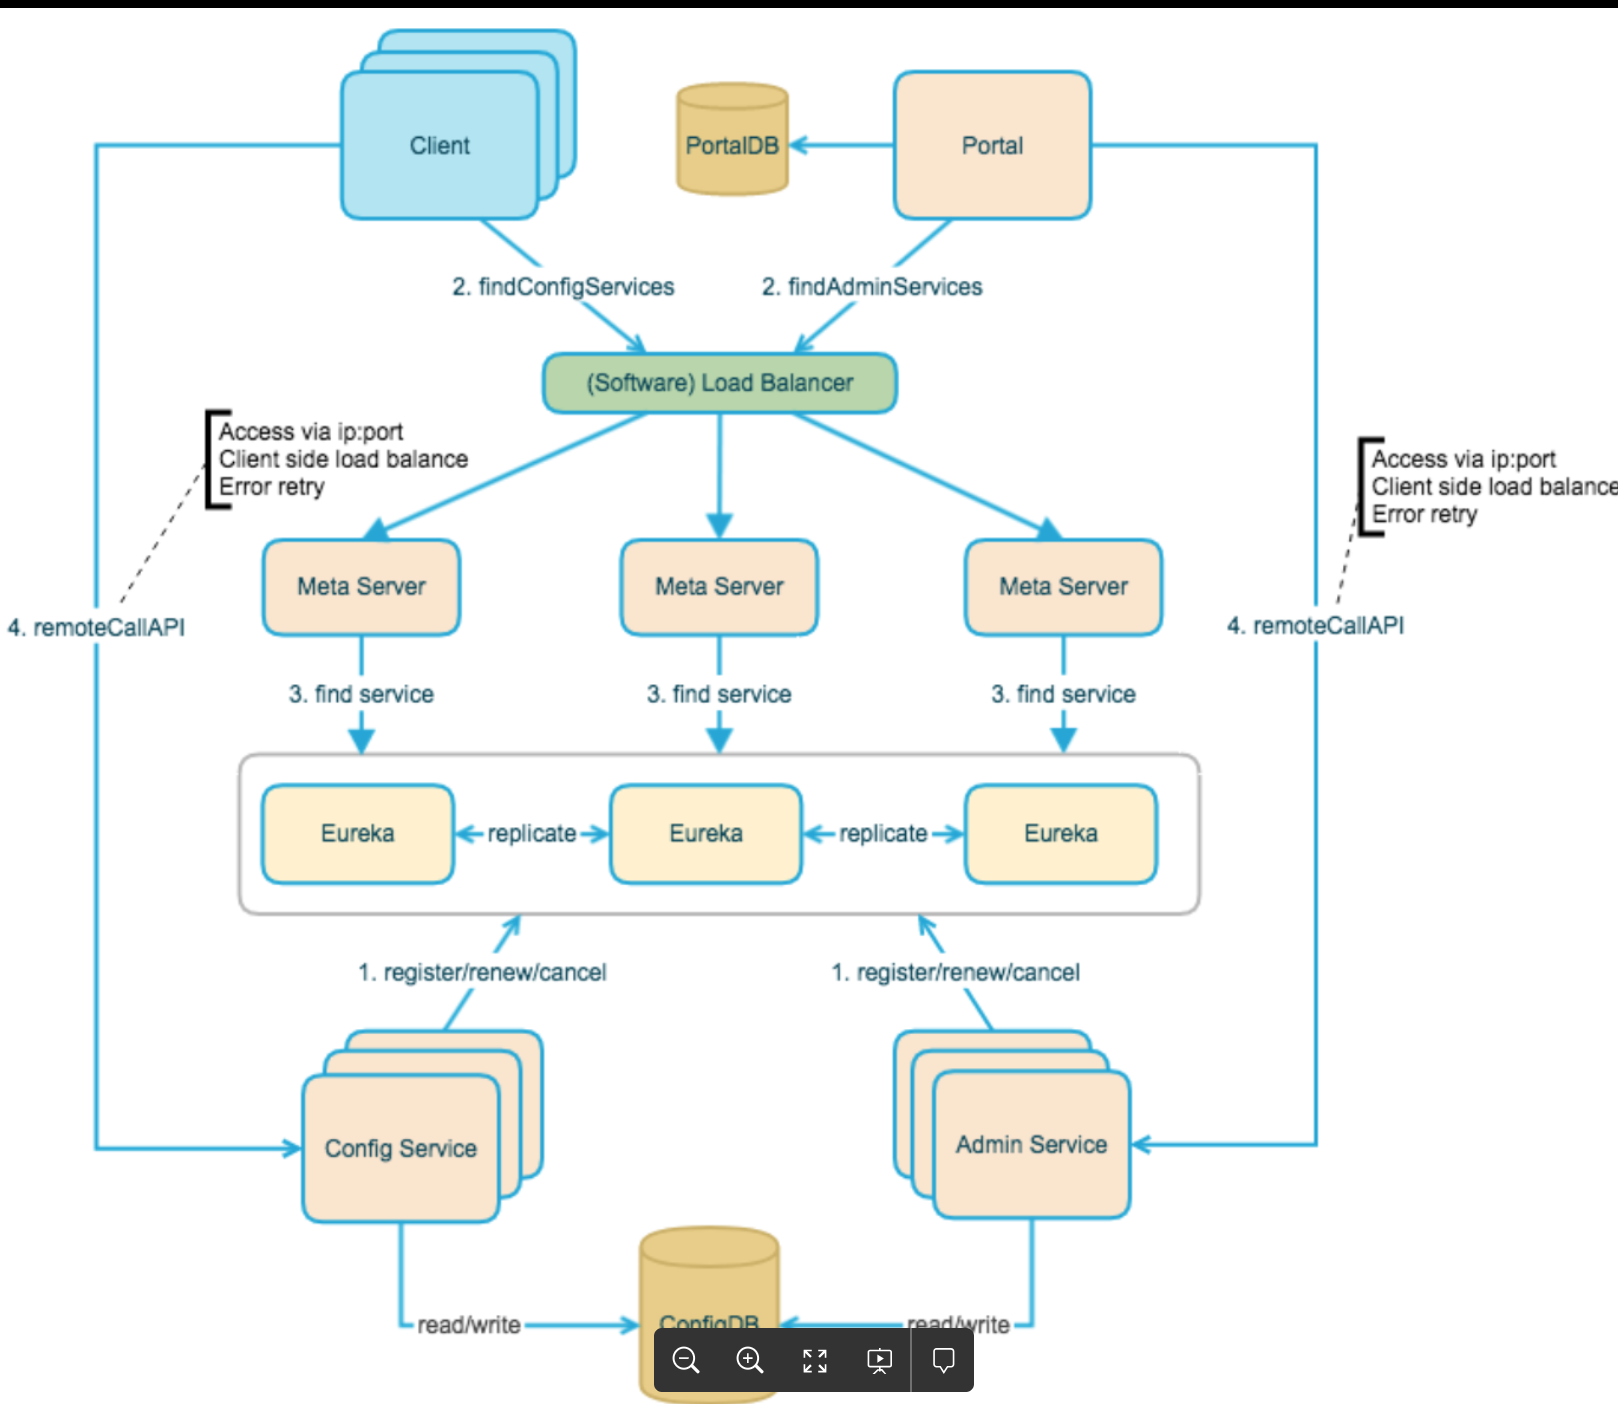 Client
PortalDB
Portal
2. findConfigServices
2. findAdminServices
(Software) Load Balancer
Access via ip:port
Client side load balance
Error retry
Access via ip:port
Client side load balance
Error retry
Meta Server
Meta Server
Meta Server
4. remoteCallAPI
4. remoteCallAPI
3. find service
3. find service
3. find service
Eureka
replicate
Eureka
replicate
Eureka
1. register/renew/cancel
1. register/renew/cancel
Config Service
Admin Service
read/write
ConfigDB
read/write